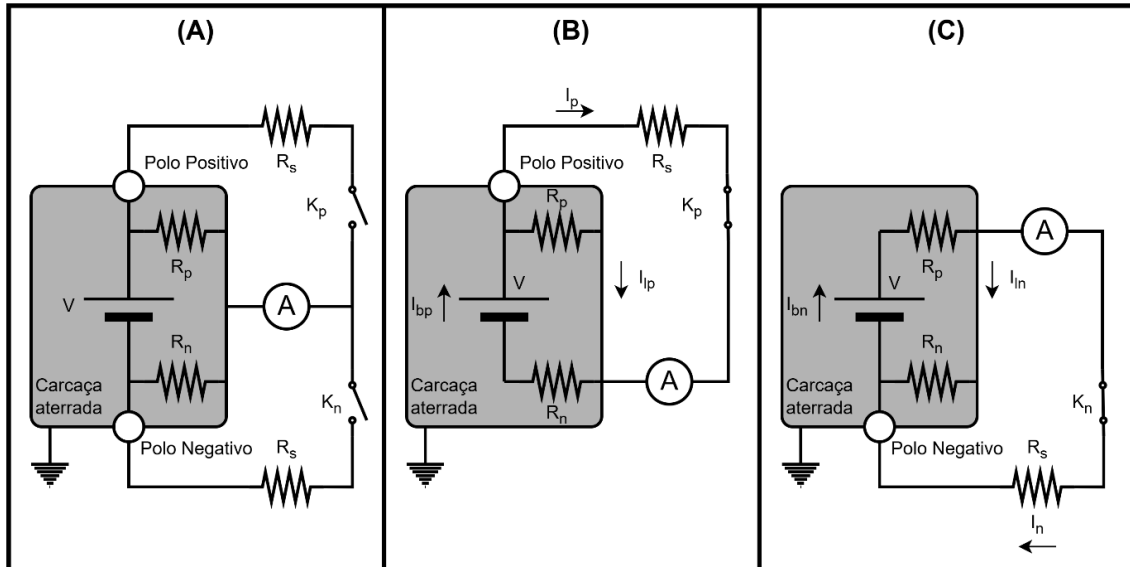 (A)
Polo Positivo
R_s
K_p
R_p
V
A
R_n
Carcaça
aterrada
K_n
Polo Negativo
R_s
(B)
I_p
Polo Positivo
R_s
R_p
K_p
V
I_lp
I_bp
Carcaça
aterrada
R_n
A
(C)
A
R_p
V
I_ln
I_bn
R_n
Carcaça
aterrada
K_n
Polo Negativo
R_s
I_n